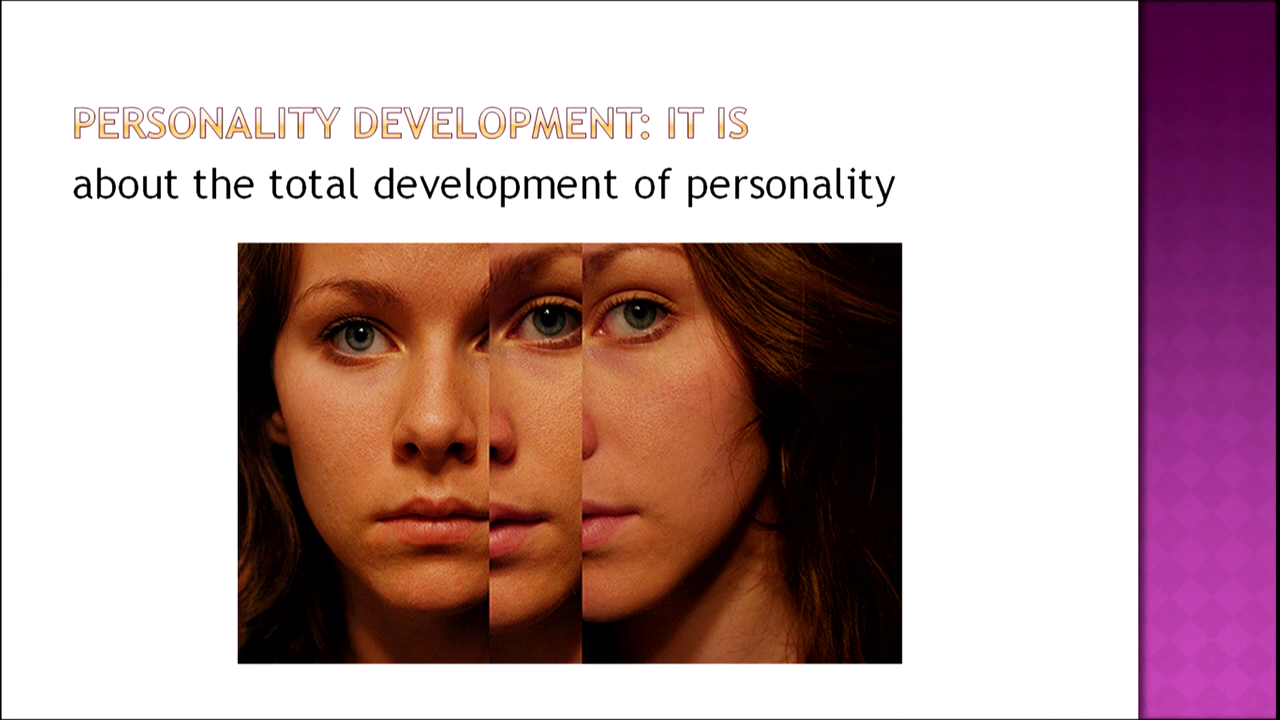 PERSONALITY DEVELOPMENT: IT IS
about the total development of personality